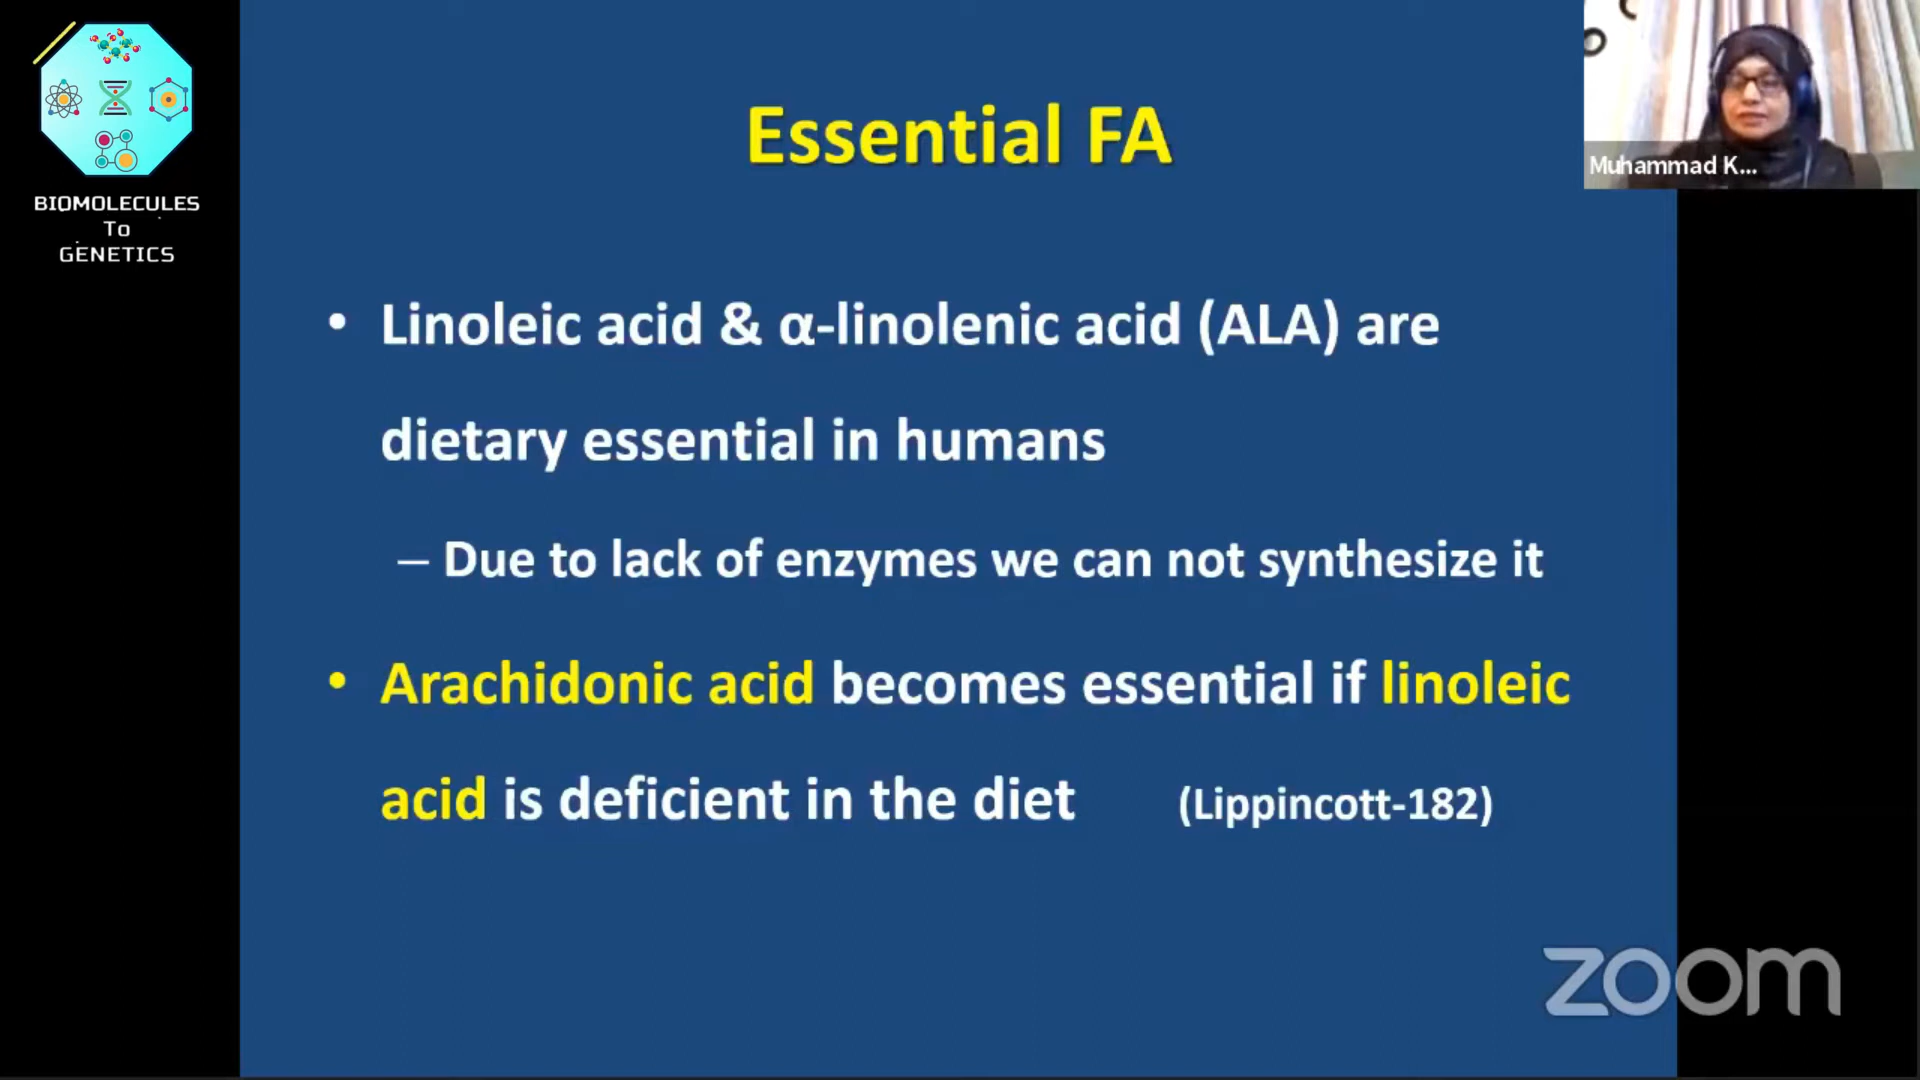 BIOMOLECULES
To
GENETICS
Essential FA
Muhammad K...
• Linoleic acid & α-linolenic acid (ALA) are
dietary essential in humans
– Due to lack of enzymes we can not synthesize it
• Arachidonic acid becomes essential if linoleic
acid is deficient in the diet (Lippincott-182)
zoom